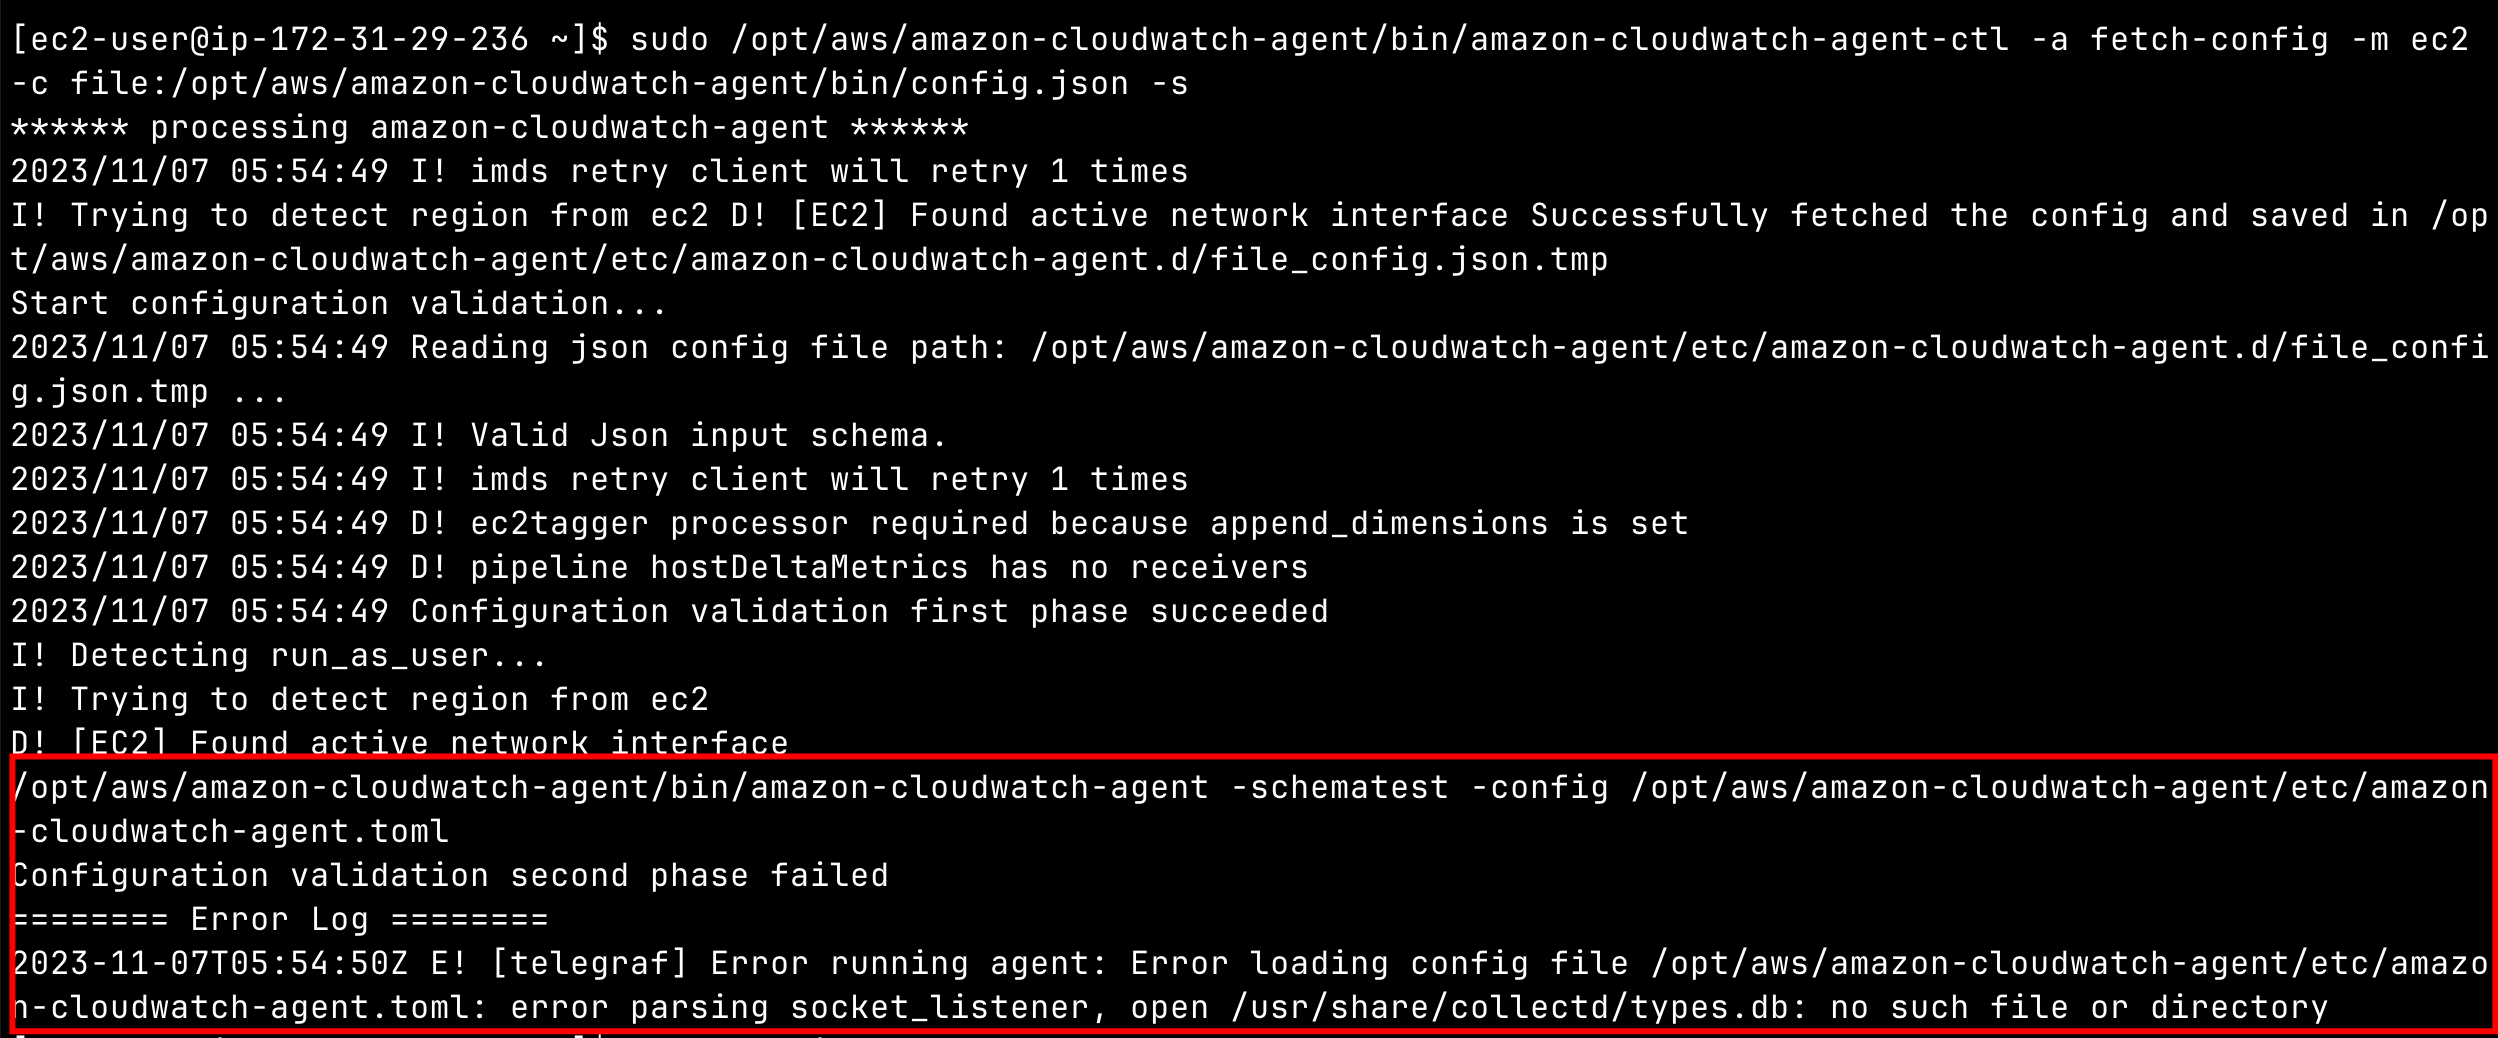 [ec2-user@ip-172-31-29-236 ~]$ sudo /opt/aws/amazon-cloudwatch-agent/bin/amazon-cloudwatch-agent-ctl -a fetch-config -m ec2
-c file:/opt/aws/amazon-cloudwatch-agent/bin/config.json -s
****** processing amazon-cloudwatch-agent ******
2023/11/07 05:54:49 I! imds retry client will retry 1 times
I! Trying to detect region from ec2 D! [EC2] Found active network interface Successfully fetched the config and saved in /op
t/aws/amazon-cloudwatch-agent/etc/amazon-cloudwatch-agent.d/file_config.json.tmp
Start configuration validation...
2023/11/07 05:54:49 Reading json config file path: /opt/aws/amazon-cloudwatch-agent/etc/amazon-cloudwatch-agent.d/file_confi
g.json.tmp ...
2023/11/07 05:54:49 I! Valid Json input schema.
2023/11/07 05:54:49 I! imds retry client will retry 1 times
2023/11/07 05:54:49 D! ec2tagger processor required because append_dimensions is set
2023/11/07 05:54:49 D! pipeline hostDeltaMetrics has no receivers
2023/11/07 05:54:49 Configuration validation first phase succeeded
I! Detecting run_as_user...
I! Trying to detect region from ec2
D! [EC2] Found active network interface
/opt/aws/amazon-cloudwatch-agent/bin/amazon-cloudwatch-agent -schematest -config /opt/aws/amazon-cloudwatch-agent/etc/amazon
-cloudwatch-agent.toml
Configuration validation second phase failed
======== Error Log ========
2023-11-07T05:54:50Z E! [telegraf] Error running agent: Error loading config file /opt/aws/amazon-cloudwatch-agent/etc/amazo
n-cloudwatch-agent.toml: error parsing socket_listener, open /usr/share/collectd/types.db: no such file or directory